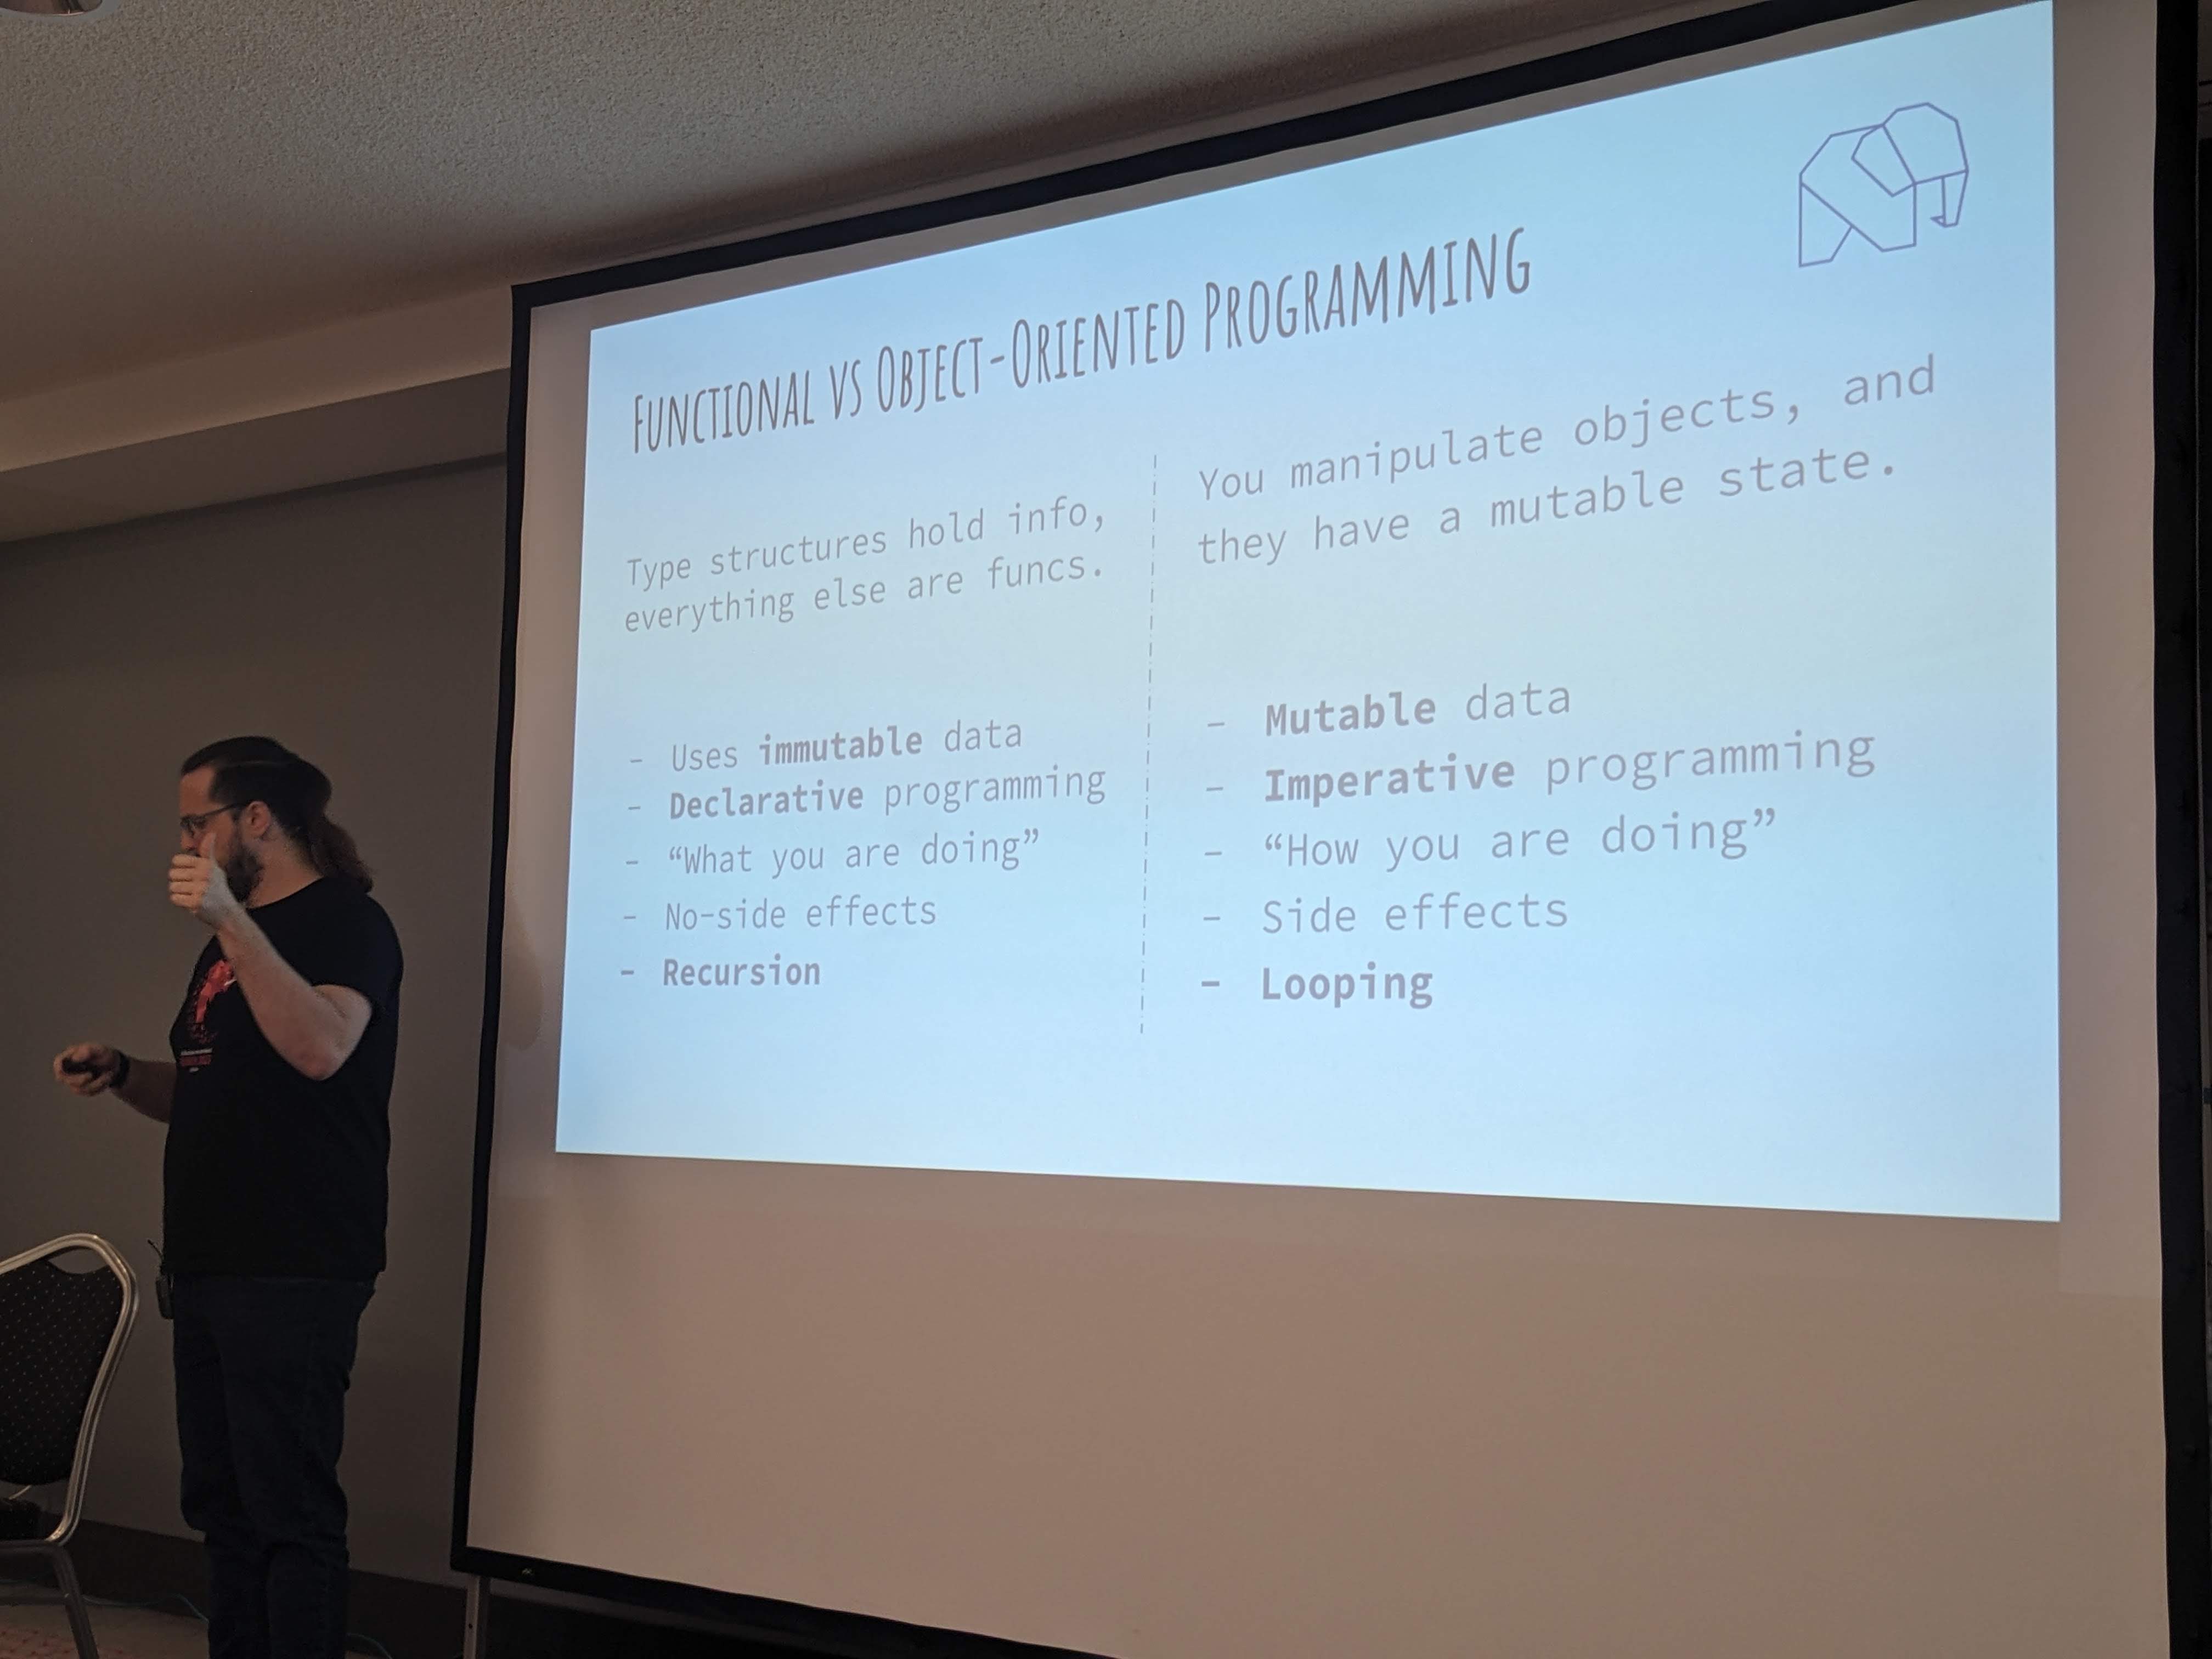 FUNCTIONAL VS OBJECT-ORIENTED PROGRAMMING
Type structures hold info,
everything else are funcs.
- Uses immutable data
- Declarative programming
- “What you are doing”
- No-side effects
- Recursion
You manipulate objects, and
they have a mutable state.
- Mutable data
- Imperative programming
- “How you are doing”
- Side effects
- Looping